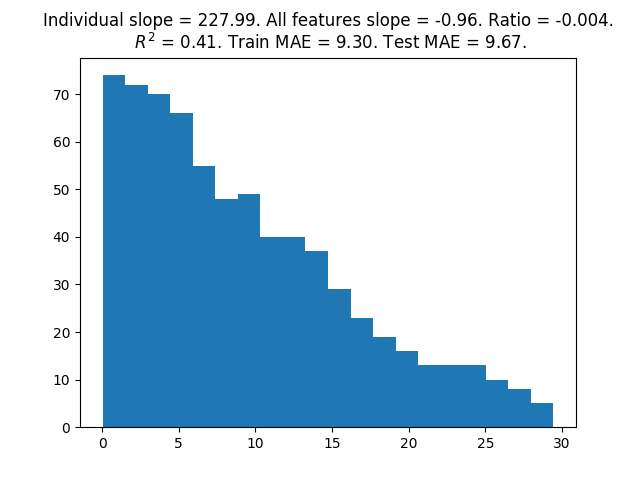 Individual slope = 227.99. All features slope = -0.96. Ratio = -0.004.
R² = 0.41. Train MAE = 9.30. Test MAE = 9.67.
70
60
50
40
30
20
10
0
0 5 10 15 20 25 30